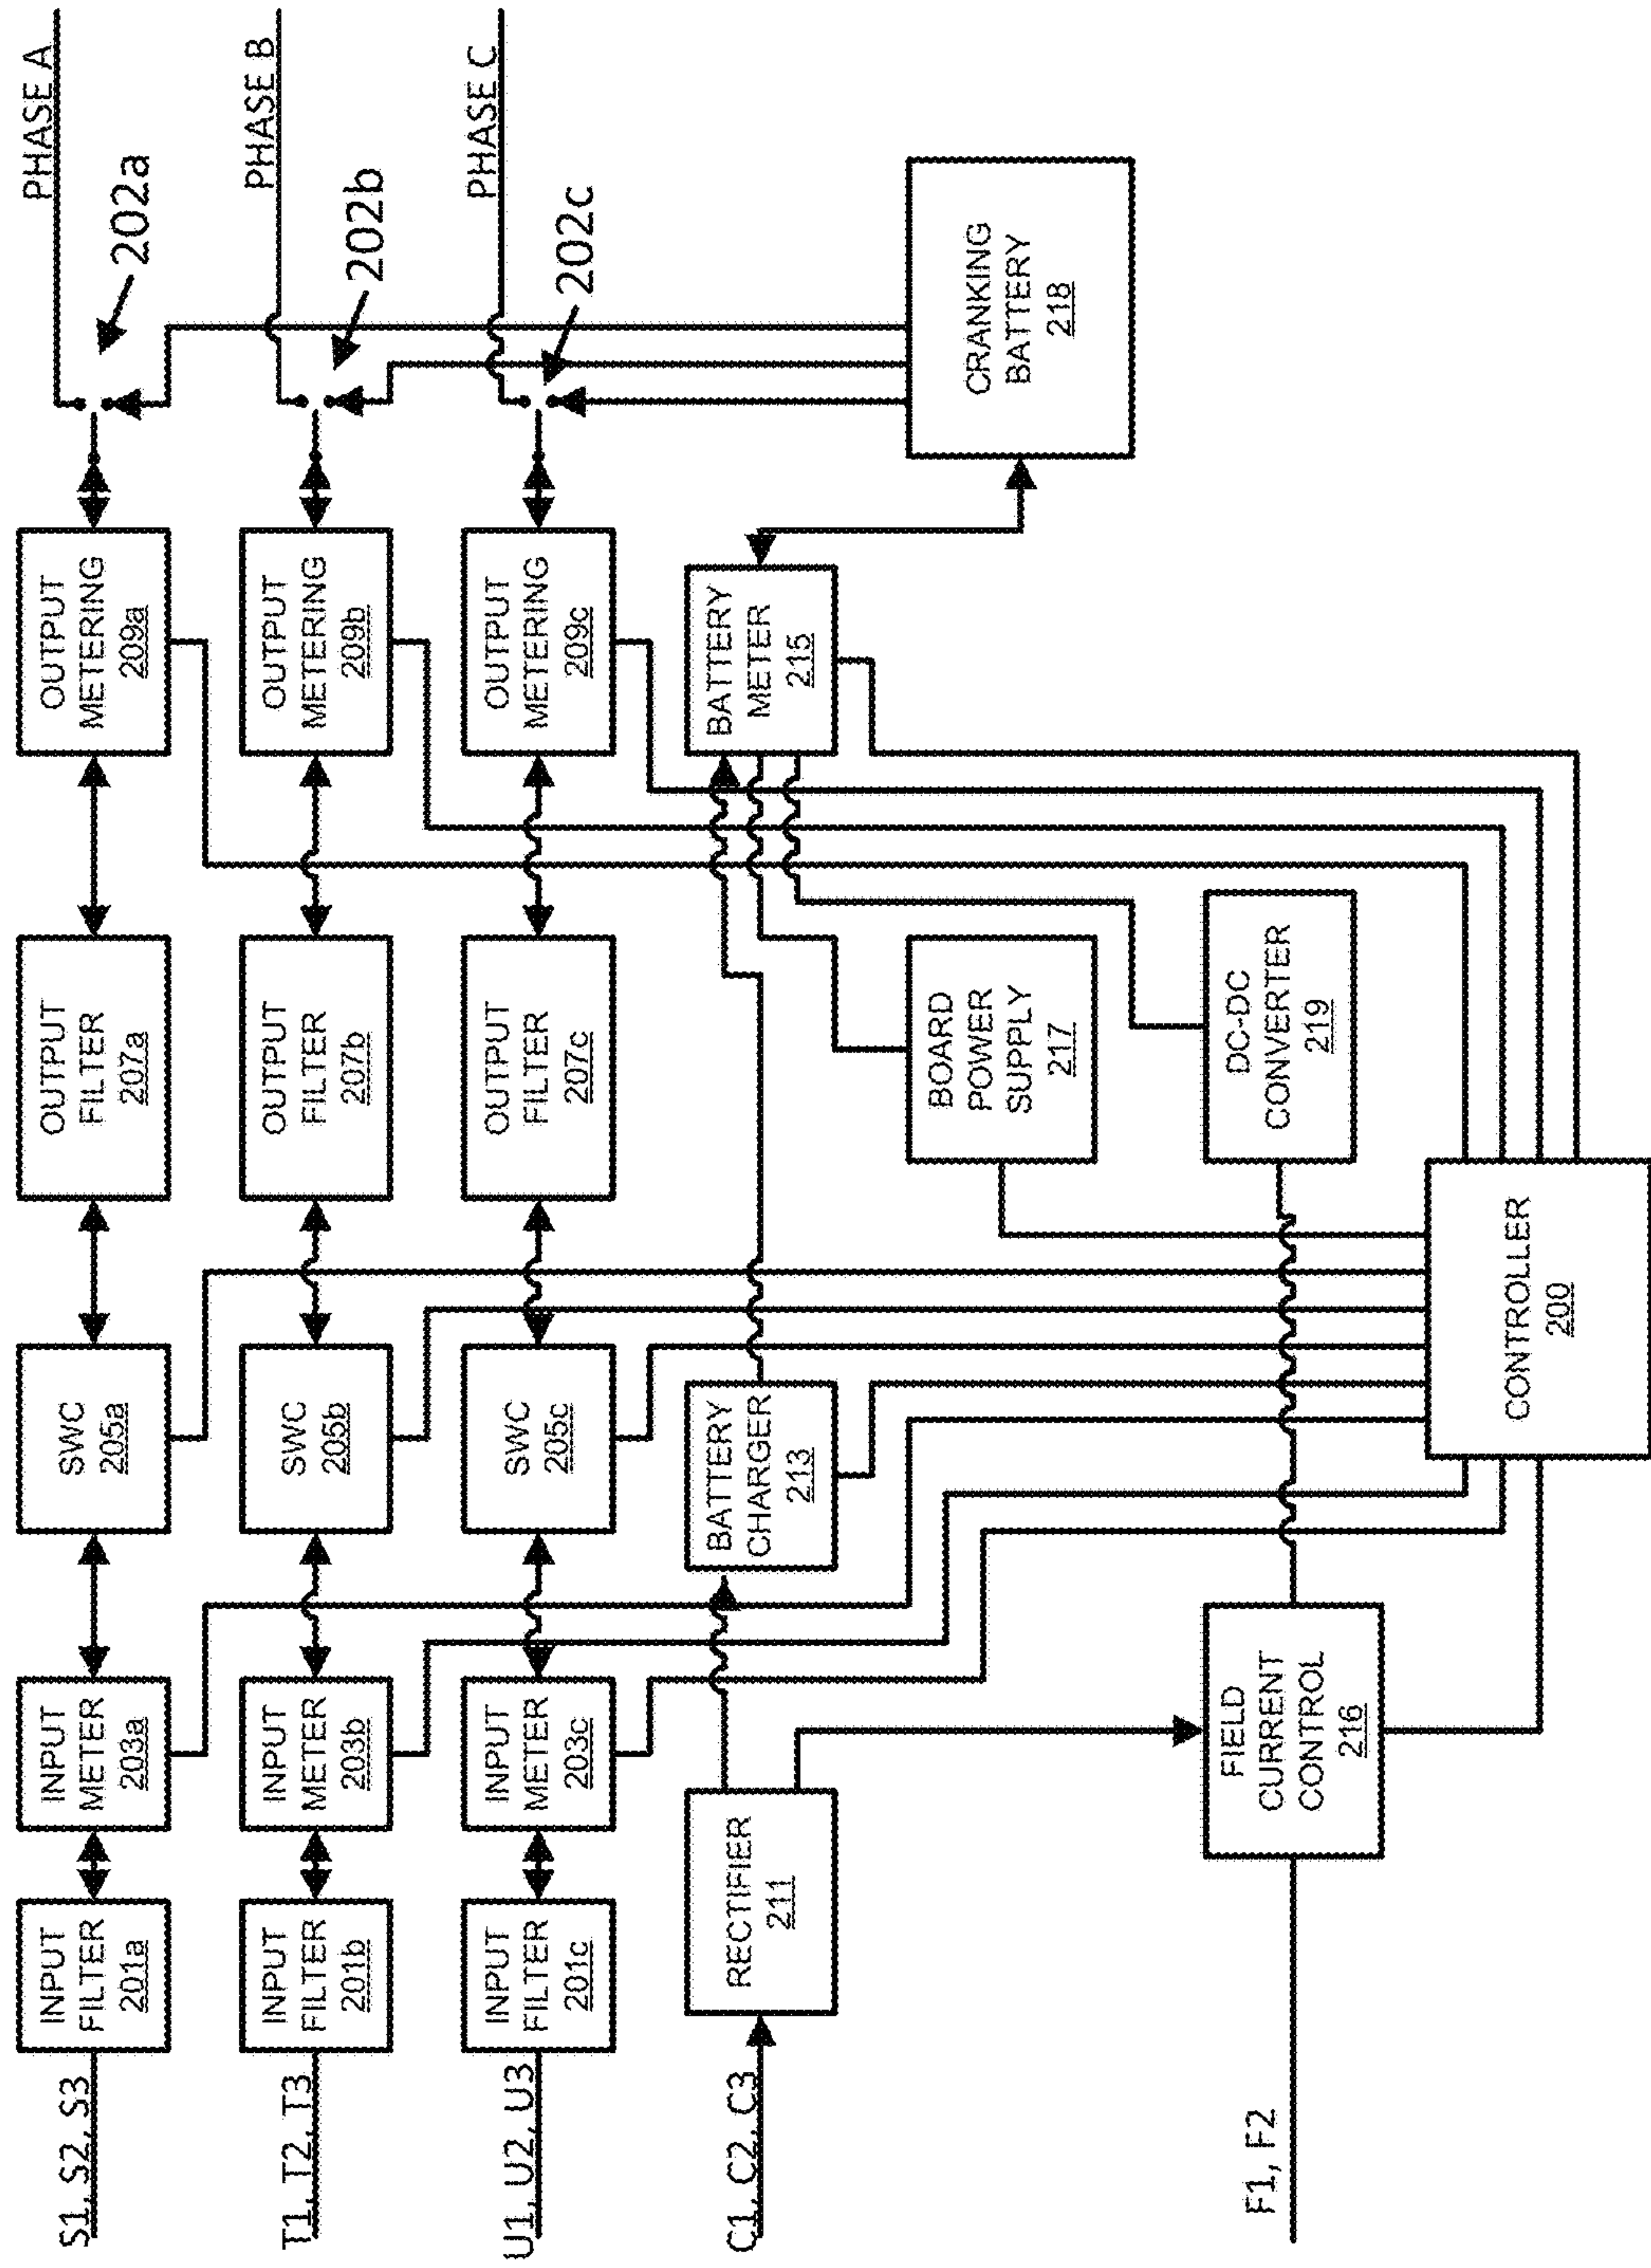 S1, S2, S3
INPUT
FILTER
201a
INPUT
METER
203a
SWC
205a
OUTPUT
FILTER
207a
OUTPUT
METERING
209a
202a
PHASE A
T1, T2, T3
INPUT
FILTER
201b
INPUT
METER
203b
SWC
205b
OUTPUT
FILTER
207b
OUTPUT
METERING
209b
202b
PHASE B
U1, U2, U3
INPUT
FILTER
201c
INPUT
METER
203c
SWC
205c
OUTPUT
FILTER
207c
OUTPUT
METERING
209c
202c
PHASE C
C1, C2, C3
RECTIFIER
211
BATTERY
CHARGER
213
BATTERY
METER
215
BOARD
POWER
SUPPLY
217
CRANKING
BATTERY
218
F1, F2
FIELD
CURRENT
CONTROL
216
DC-DC
CONVERTER
219
CONTROLLER
200